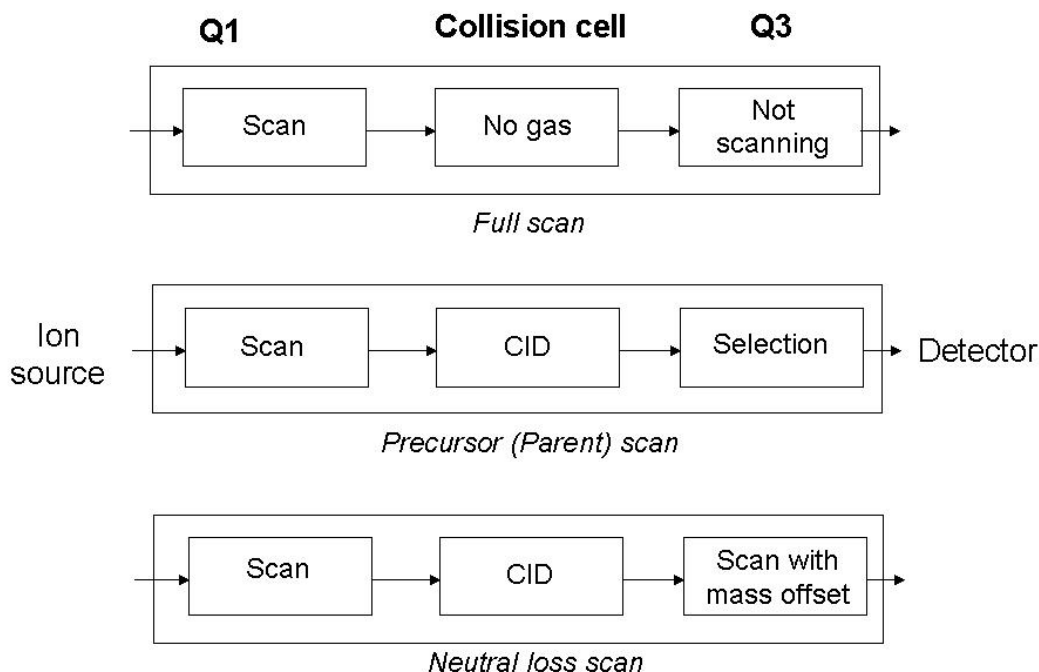 Q1 Collision cell Q3
Scan No gas Not
scanning
Full scan
Ion
source
Scan CID Selection
Detector
Precursor (Parent) scan
Scan CID Scan with
mass offset
Neutral loss scan